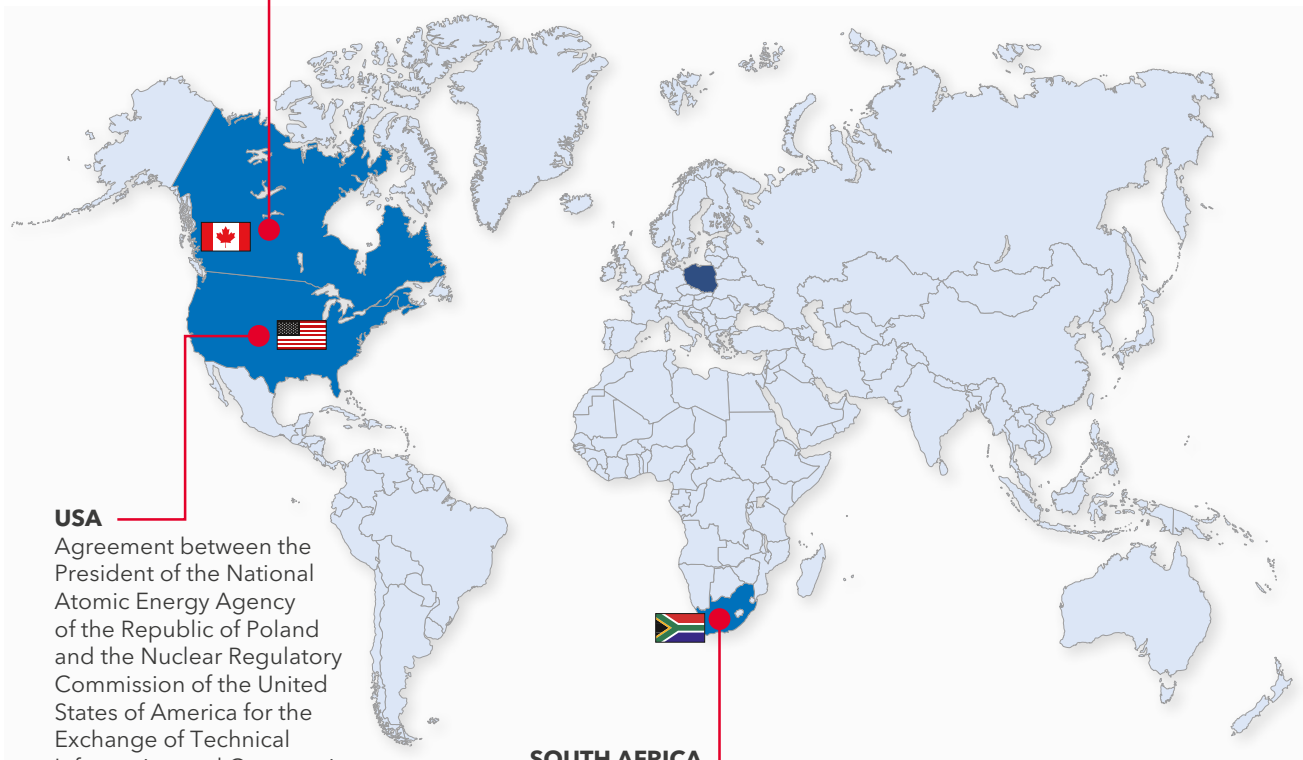 USA
Agreement between the
President of the National
Atomic Energy Agency
of the Republic of Poland
and the Nuclear Regulatory
Commission of the United
States of America for the
Exchange of Technical
SOUTH AFRICA